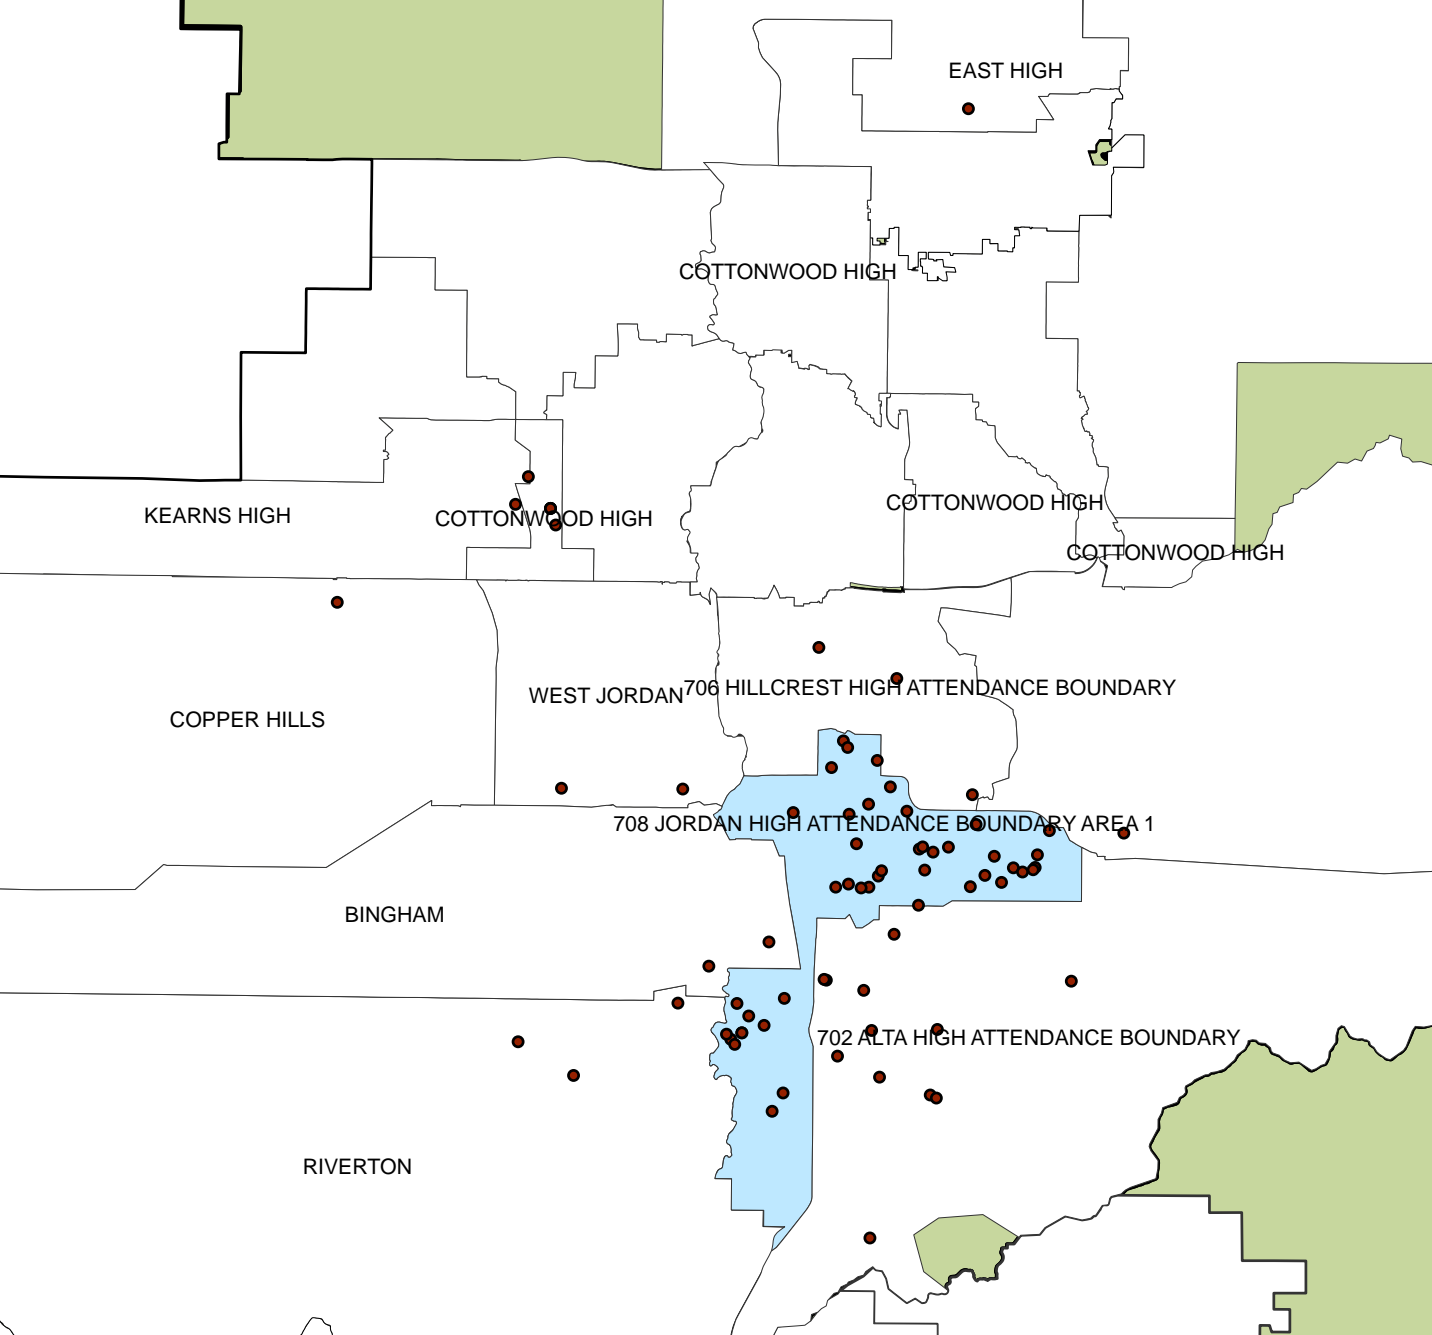 EAST HIGH
COTTONWOOD HIGH
COTTONWOOD HIGH
KEARNS HIGH
COTTONWOOD HIGH
COTTONWOOD HIGH
706 HILLCREST HIGH ATTENDANCE BOUNDARY
WEST JORDAN
COPPER HILLS
708 JORDAN HIGH ATTENDANCE BOUNDARY AREA 1
BINGHAM
702 ALTA HIGH ATTENDANCE BOUNDARY
RIVERTON